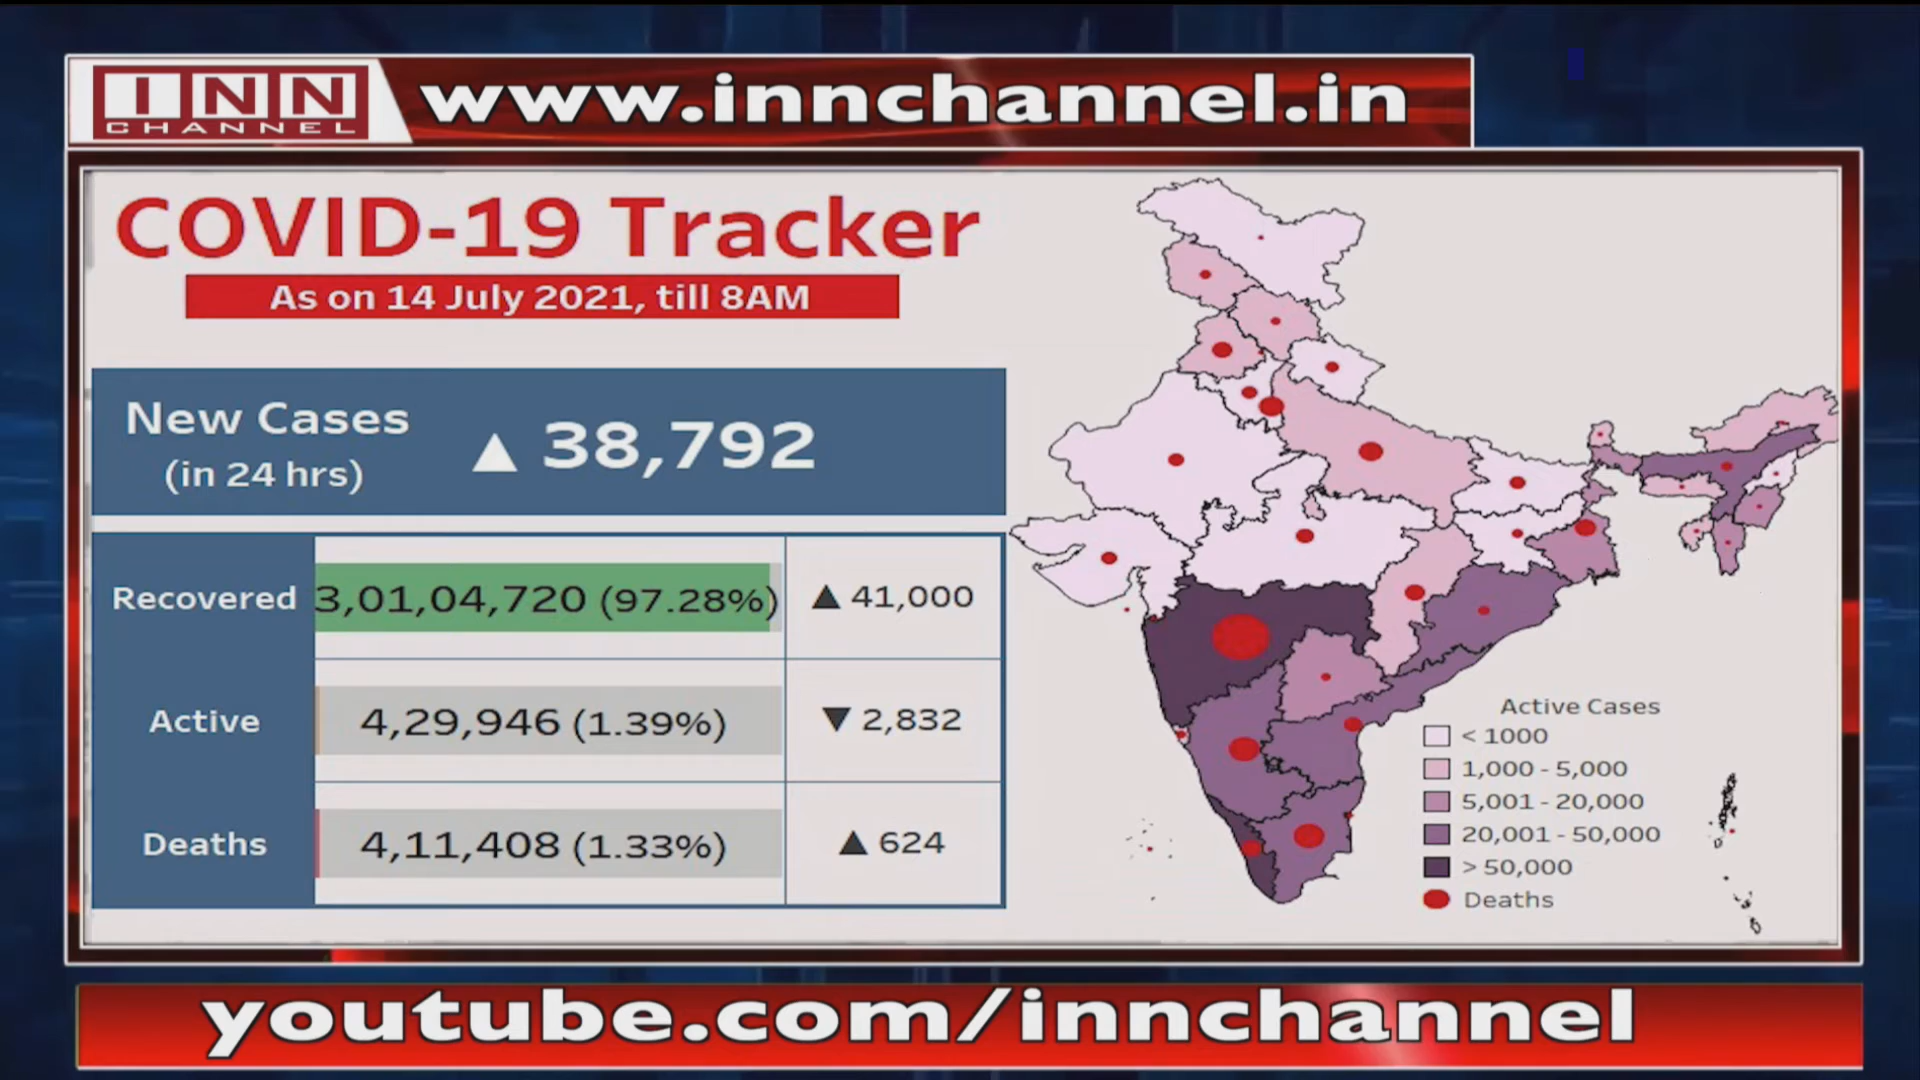 INN
CHANNEL
www.innchannel.in
COVID-19 Tracker
As on 14 July 2021, till 8AM
New Cases
(in 24 hrs)
▲ 38,792
Recovered 3,01,04,720 (97.28%) ▲ 41,000
Active 4,29,946 (1.39%) ▼ 2,832
Deaths 4,11,408 (1.33%) ▲ 624
Active Cases
< 1000
1,000 - 5,000
5,001 - 20,000
20,001 - 50,000
> 50,000
Deaths
youtube.com/innchannel